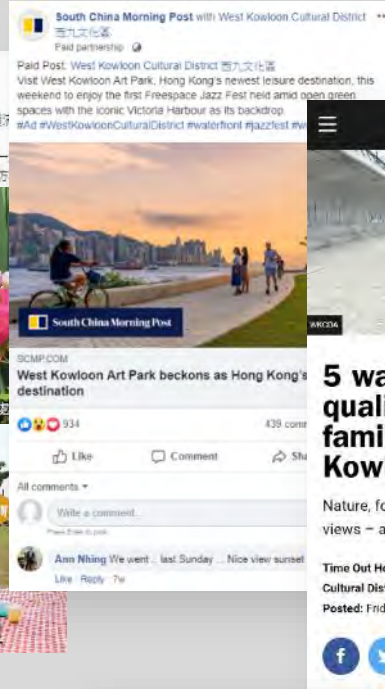 South China Morning Post with West Kowloon Cultural District
西九文化區
Paid partnership
Paid Post: West Kowloon Cultural District 西九文化區
Visit West Kowloon Art Park, Hong Kong's newest leisure destination, this
weekend to enjoy the first Freespace Jazz Fest held amid open green
spaces with the iconic Victoria Harbour as its backdrop
#Ad #WestKowloonCulturalDistrict #waterfront #jazzfest #w
South China Morning Post
SCMP.COM
West Kowloon Art Park beckons as Hong Kong's
destination
934
439 comm
Like Comment Sha
All comments
Write a comment...
Ann Nhing We went .. last Sunday ... Nice view sunset
Like Reply 7w
WKCDA
5 wa
quali
fami
Kow
Nature, fo
views – a
Time Out Ho
Cultural Dis
Posted: Frid